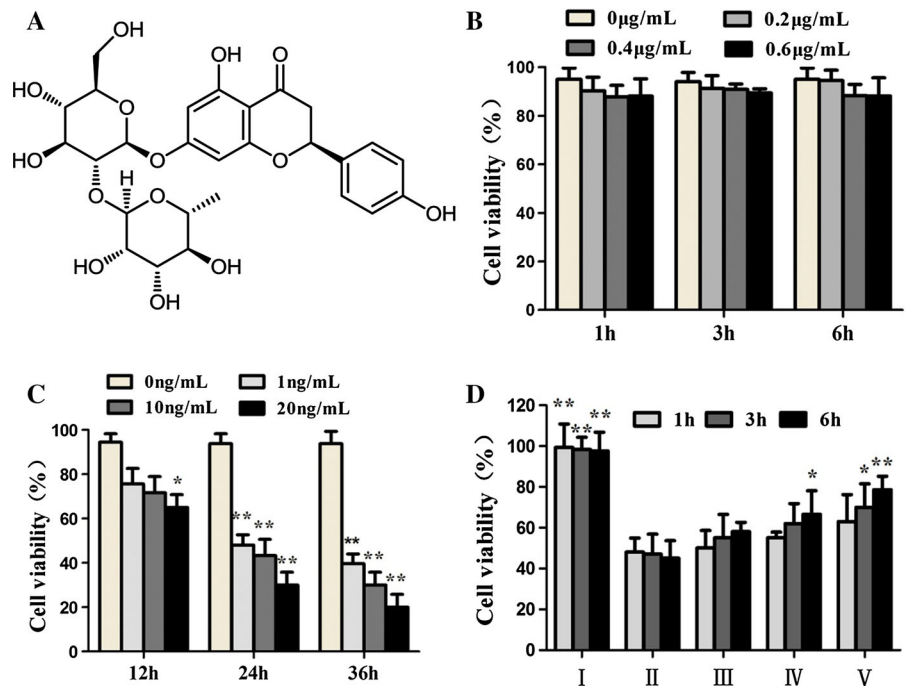 A
OH
HO
HO
OH
O
O
O
O
O
OH
H
O
O
HO
OH
OH
B
0μg/mL 0.2μg/mL
0.4μg/mL 0.6μg/mL
Cell viability (%)
100
80
60
40
20
0
1h 3h 6h
C
0ng/mL 1ng/mL
10ng/mL 20ng/mL
Cell viability (%)
100
80
60
40
20
0
*
** ** **
** ** **
12h 24h 36h
D
1h 3h 6h
Cell viability (%)
120
100
80
60
40
20
0
** ** **
*
* **
I II III IV V